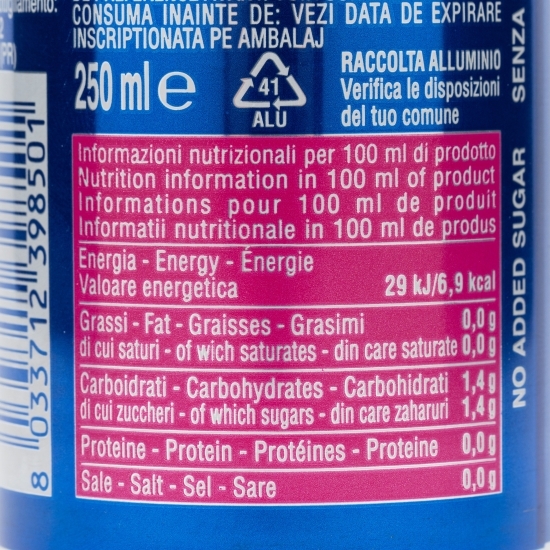 CONSUMA INAINTE DE: VEZI DATA DE EXPIRARE
INSCRIPTIONATA PE AMBALAJ
250 ml e
41
ALU
RACCOLTA ALLUMINIO
Verifica le disposizioni
del tuo comune
Informazioni nutrizionali per 100 ml di prodotto
Nutrition information in 100 ml of product
Informations pour 100 ml de produit
Informatii nutritionale in 100 ml de produs
Energia - Energy - Énergie
Valoare energetica 29 kJ/6,9 kcal
Grassi - Fat - Graisses - Grasimi 0,0 g
di cui saturi - of wich saturates - din care saturate 0,0 g
Carboidrati - Carbohydrates - Carbohidrati 1,4 g
di cui zuccheri - of which sugars - din care zaharuri 1,4 g
Proteine - Protein - Protéines - Proteine 0,0 g
Sale - Salt - Sel - Sare 0,0 g
NO ADDED SUGAR SENZA
8 033712 398501
(PR)